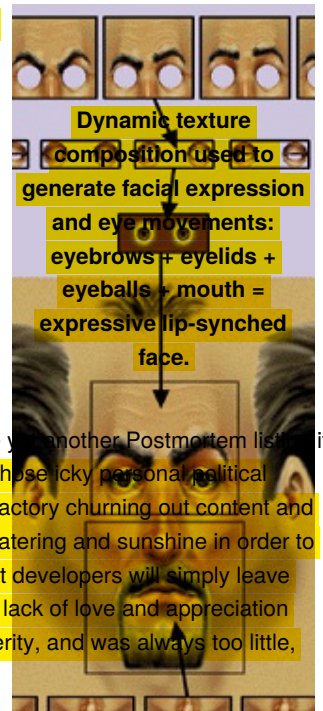 Dynamic texture
composition used to
generate facial expression
and eye movements:
eyebrows + eyelids +
eyeballs + mouth =
expressive lip-synched
face.
another Postmortem
those icky personal political
actory churning out content and
atering and sunshine in order to
t developers will simply leave
lack of love and appreciation
erity, and was always too little,